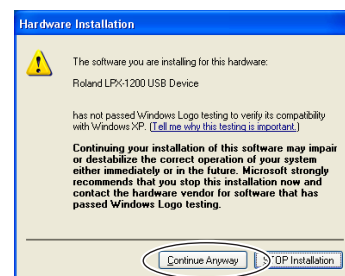 Hardware Installation
The software you are installing for this hardware:
Roland LPX-1200 USB Device
has not passed Windows Logo testing to verify its compatibility
with Windows XP. (Tell me why this testing is important.)
Continuing your installation of this software may impair
or destabilize the correct operation of your system
either immediately or in the future. Microsoft strongly
recommends that you stop this installation now and
contact the hardware vendor for software that has
passed Windows Logo testing.
Continue Anyway
STOP Installation